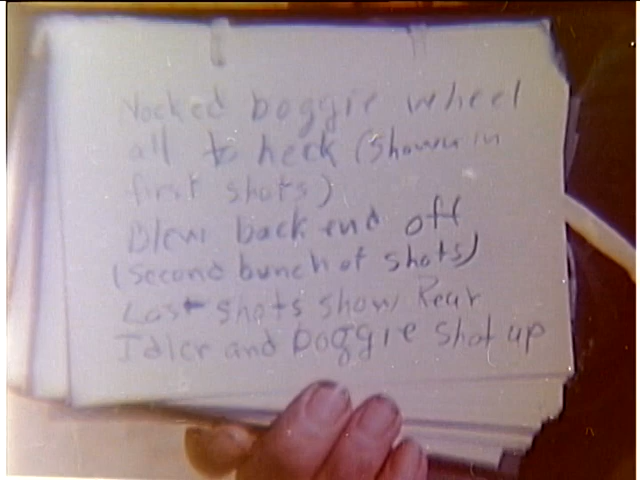 Nocked boggie wheel
all to heck (shown in
first shots)
Blew back end off
(second bunch of shots)
Last shots show Rear
Idler and boggie shot up